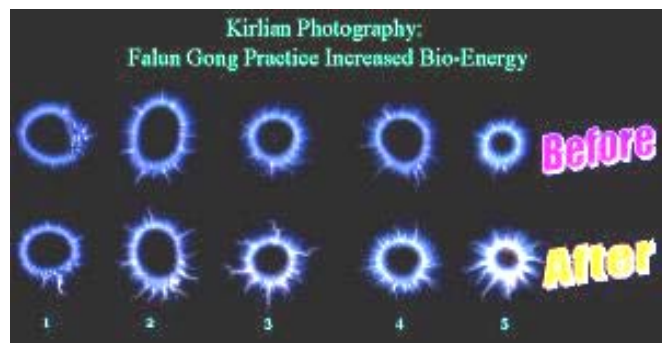 Kirlian Photography:
Falun Gong Practice Increased Bio-Energy
Before
After
1 2 3 4 5